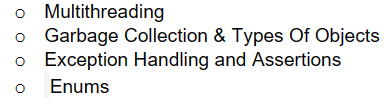 o Multithreading
o Garbage Collection & Types Of Objects
o Exception Handling and Assertions
o Enums